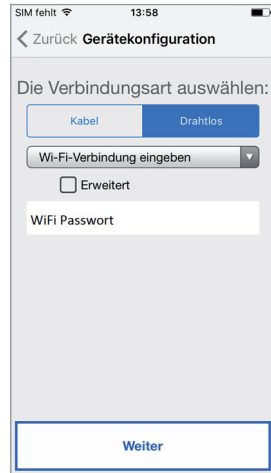 SIM fehlt 13:58
Zurück Gerätekonfiguration
Die Verbindungsart auswählen:
Kabel Drahtlos
Wi-Fi-Verbindung eingeben
Erweitert
WiFi Passwort
Weiter